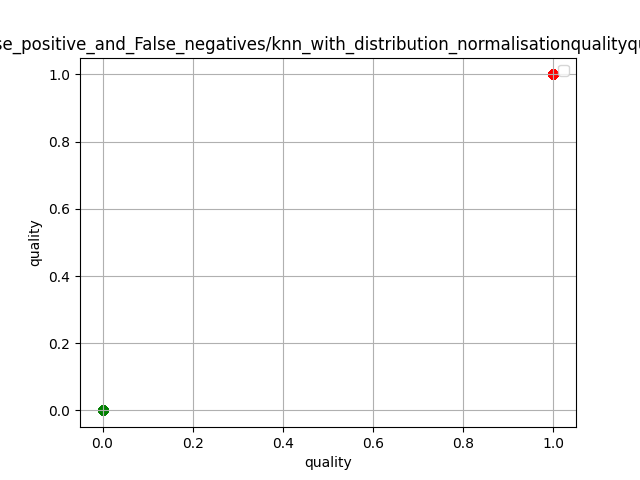 se_positive_and_False_negatives/knn_with_distribution_normalisationqualityqu
1.0
0.8
0.6
0.4
0.2
0.0
quality
0.0 0.2 0.4 0.6 0.8 1.0
quality